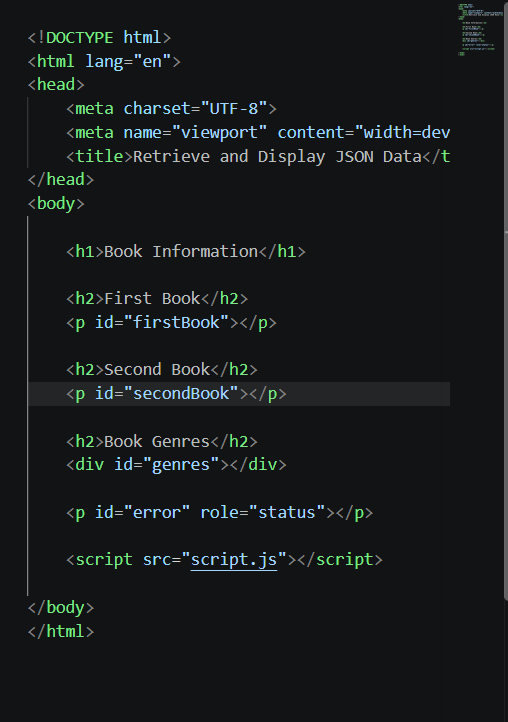 <!DOCTYPE html>
<html lang="en">
<head>
<meta charset="UTF-8">
<meta name="viewport" content="width=dev
<title>Retrieve and Display JSON Data</t
</head>
<body>
<h1>Book Information</h1>
<h2>First Book</h2>
<p id="firstBook"></p>
<h2>Second Book</h2>
<p id="secondBook"></p>
<h2>Book Genres</h2>
<div id="genres"></div>
<p id="error" role="status"></p>
<script src="script.js"></script>
</body>
</html>